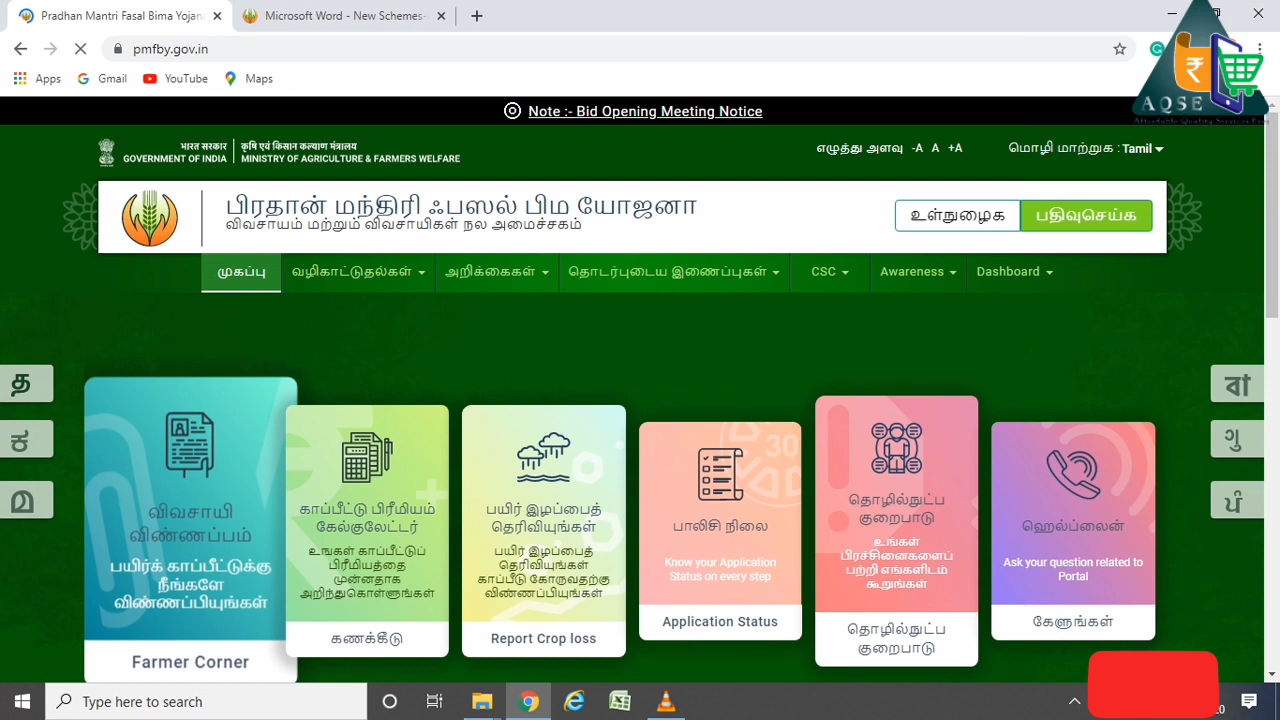 Pradhan Mantri Fasal Bima Yojana
Microsoft Word - New Schemes-
pmfby.gov.in
Apps
Gmail
YouTube
Maps
₹
AQSE
Note :- Bid Opening Meeting Notice
भारत सरकार
GOVERNMENT OF INDIA
कृषि एवं किसान कल्याण मंत्रालय
MINISTRY OF AGRICULTURE & FARMERS WELFARE
எழுத்து அளவு -A A +A
மொழி மாற்றுக : Tamil
பிரதான் மந்திரி ஃபஸல் பிம யோஜனா
விவசாயம் மற்றும் விவசாயிகள் நல அமைச்சகம்
உள்நுழைக
பதிவுசெய்க
முகப்பு
வழிகாட்டுதல்கள்
அறிக்கைகள்
தொடர்புடைய இணைப்புகள்
CSC
Awareness
Dashboard
த
விவசாயி
விண்ணப்பம்
பயிர்க் காப்பீட்டுக்கு
நீங்களே
விண்ணப்பியுங்கள்
Farmer Corner
காப்பீட்டு பிரீமியம்
கேல்குலேட்டர்
உங்கள் காப்பீட்டுப்
பிரீமியத்தை
முன்னதாக
அறிந்துகொள்ளுங்கள்
கணக்கீடு
பயிர் இழப்பைத்
தெரிவியுங்கள்
பயிர் இழப்பைத்
தெரிவியுங்கள்
காப்பீடு கோருவதற்கு
விண்ணப்பியுங்கள்
Report Crop loss
பாலிசி நிலை
Know your Application
Status on every step
Application Status
தொழில்நுட்ப
குறைபாடு
உங்கள்
பிரச்சினைகளைப்
பற்றி எங்களிடம்
கூறுங்கள்
தொழில்நுட்ப
குறைபாடு
ஹெல்ப்லைன்
Ask your question related to
Portal
கேளுங்கள்
Type here to search